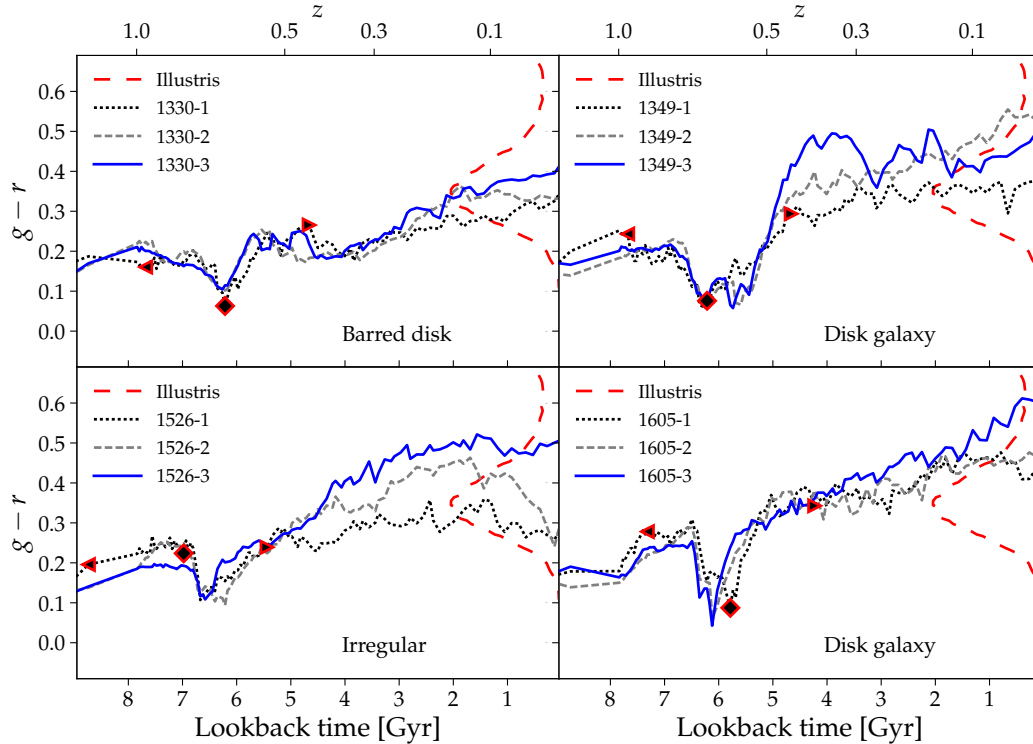 z
z
1.0 0.5 0.3 0.1
1.0 0.5 0.3 0.1
g − r
0.6
0.5
0.4
0.3
0.2
0.1
0.0
Illustris
1330-1
1330-2
1330-3
Barred disk
Illustris
1349-1
1349-2
1349-3
Disk galaxy
g − r
0.6
0.5
0.4
0.3
0.2
0.1
0.0
Illustris
1526-1
1526-2
1526-3
Irregular
Illustris
1605-1
1605-2
1605-3
Disk galaxy
8 7 6 5 4 3 2 1
8 7 6 5 4 3 2 1
Lookback time [Gyr]
Lookback time [Gyr]